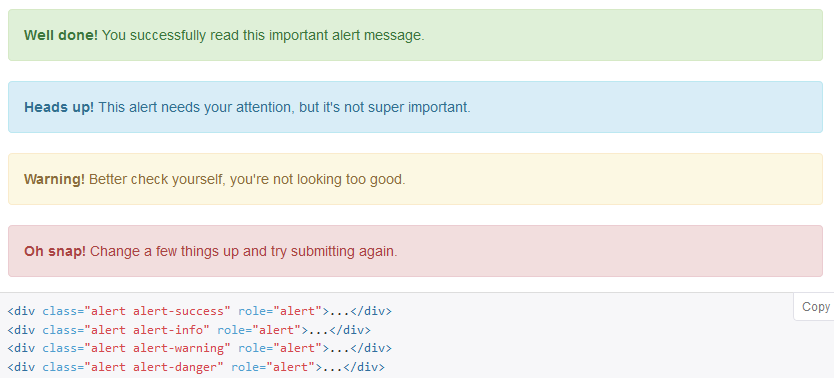 Well done! You successfully read this important alert message.
Heads up! This alert needs your attention, but it's not super important.
Warning! Better check yourself, you're not looking too good.
Oh snap! Change a few things up and try submitting again.
Copy
<div class="alert alert-success" role="alert">...</div>
<div class="alert alert-info" role="alert">...</div>
<div class="alert alert-warning" role="alert">...</div>
<div class="alert alert-danger" role="alert">...</div>